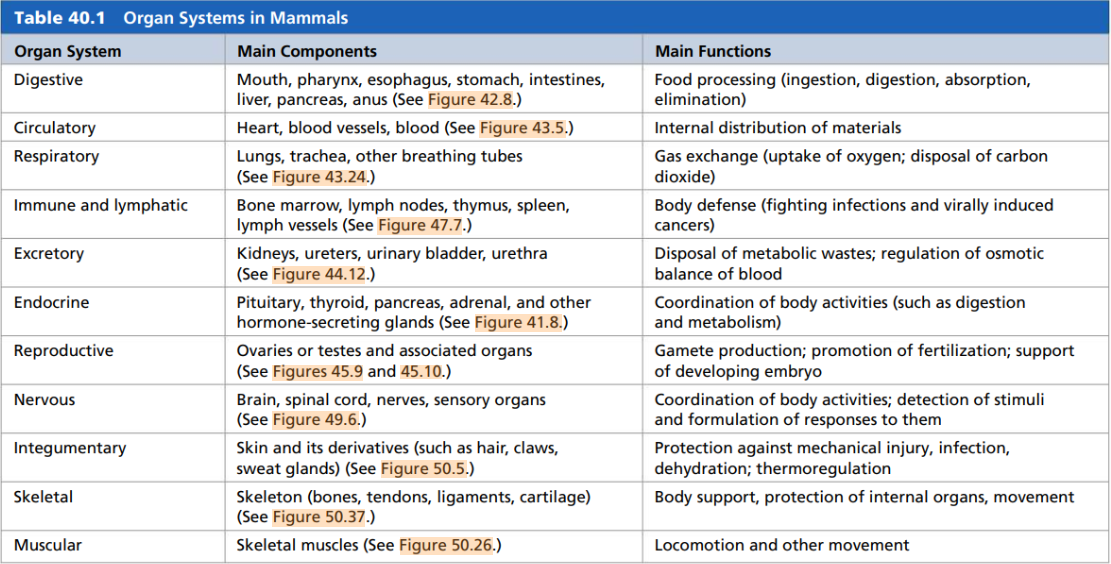 Table 40.1 Organ Systems in Mammals
Organ System Main Components Main Functions
Digestive Mouth, pharynx, esophagus, stomach, intestines, Food processing (ingestion, digestion, absorption,
liver, pancreas, anus (See Figure 42.8.) elimination)
Circulatory Heart, blood vessels, blood (See Figure 43.5.) Internal distribution of materials
Respiratory Lungs, trachea, other breathing tubes Gas exchange (uptake of oxygen; disposal of carbon
(See Figure 43.24.) dioxide)
Immune and lymphatic Bone marrow, lymph nodes, thymus, spleen, Body defense (fighting infections and virally induced
lymph vessels (See Figure 47.7.) cancers)
Excretory Kidneys, ureters, urinary bladder, urethra Disposal of metabolic wastes; regulation of osmotic
(See Figure 44.12.) balance of blood
Endocrine Pituitary, thyroid, pancreas, adrenal, and other Coordination of body activities (such as digestion
hormone-secreting glands (See Figure 41.8.) and metabolism)
Reproductive Ovaries or testes and associated organs Gamete production; promotion of fertilization; support
(See Figures 45.9 and 45.10.) of developing embryo
Nervous Brain, spinal cord, nerves, sensory organs Coordination of body activities; detection of stimuli
(See Figure 49.6.) and formulation of responses to them
Integumentary Skin and its derivatives (such as hair, claws, Protection against mechanical injury, infection,
sweat glands) (See Figure 50.5.) dehydration; thermoregulation
Skeletal Skeleton (bones, tendons, ligaments, cartilage) Body support, protection of internal organs, movement
(See Figure 50.37.)
Muscular Skeletal muscles (See Figure 50.26.) Locomotion and other movement